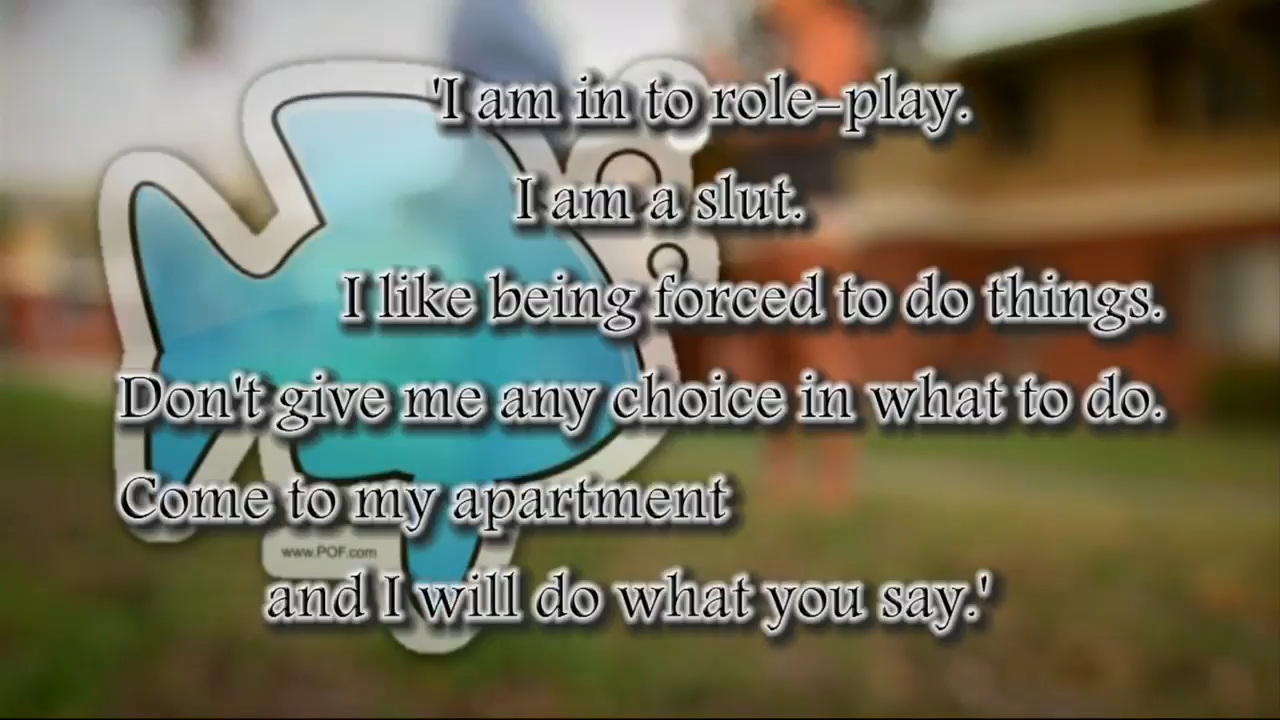 'I am in to role-play.
I am a slut.
I like being forced to do things.
Don't give me any choice in what to do.
Come to my apartment
www.POF.com
and I will do what you say.'